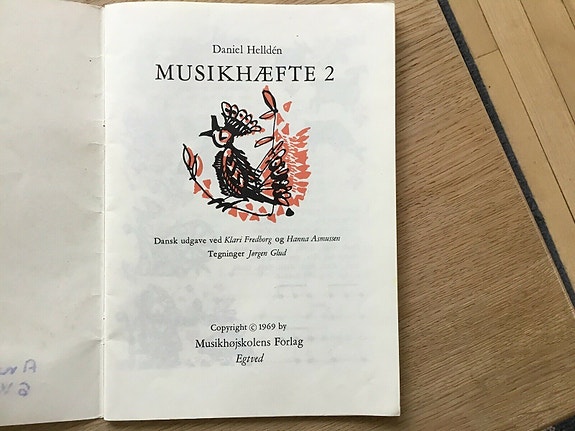 Daniel Helldén
MUSIKHÆFTE 2
Dansk udgave ved Klari Fredborg og Hanna Asmussen
Tegninger Jørgen Glud
Copyright © 1969 by
Musikhøjskolens Forlag
Egtved